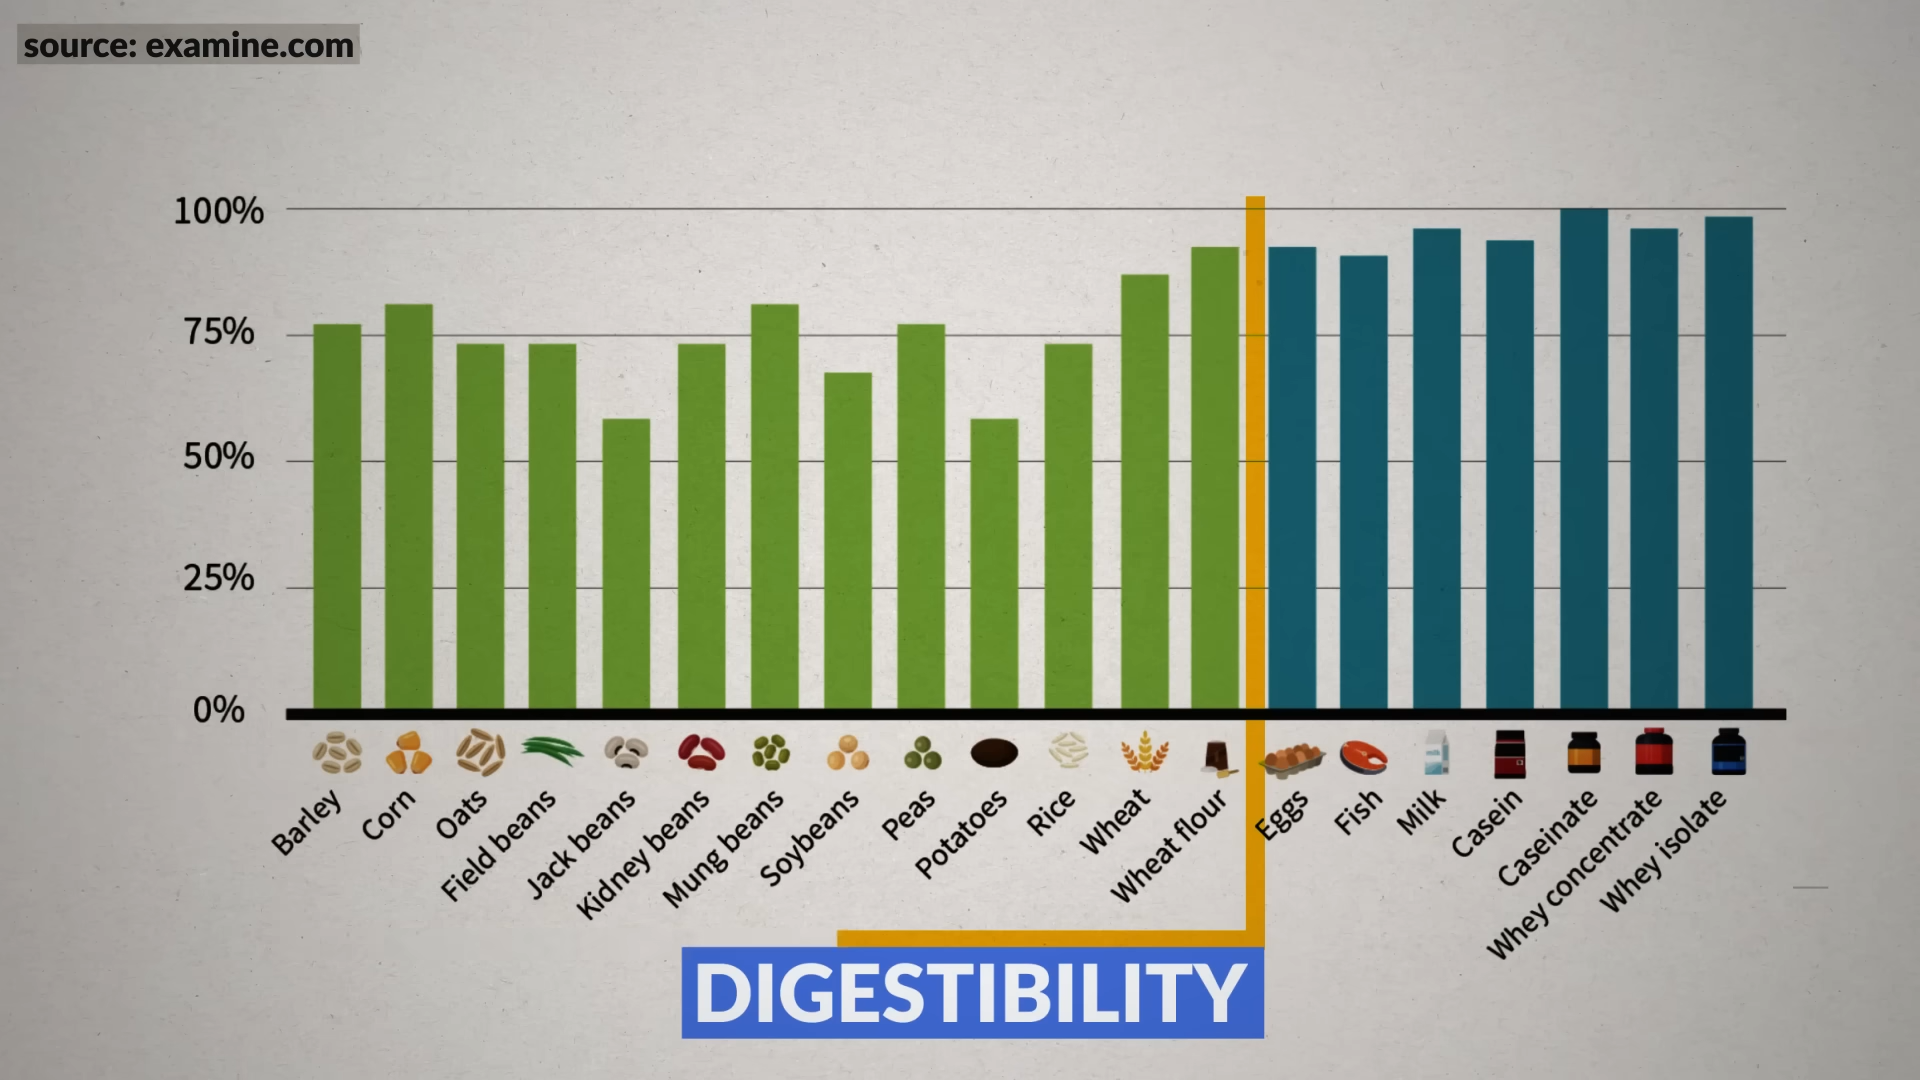 source: examine.com
100%
75%
50%
25%
0%
Barley
Corn
Oats
Field beans
Jack beans
Kidney beans
Mung beans
Soybeans
Peas
Potatoes
Rice
Wheat
Wheat flour
Eggs
Fish
Milk
Casein
Caseinate
Whey concentrate
Whey isolate
DIGESTIBILITY